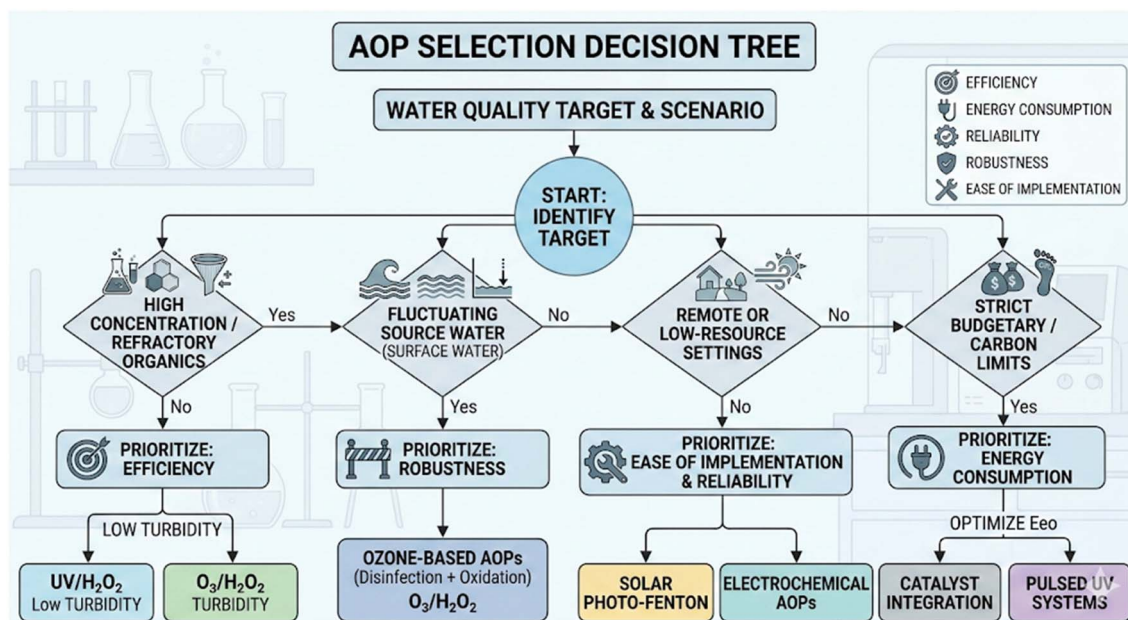 AOP SELECTION DECISION TREE
EFFICIENCY
ENERGY CONSUMPTION
RELIABILITY
ROBUSTNESS
EASE OF IMPLEMENTATION
WATER QUALITY TARGET & SCENARIO
START:
IDENTIFY
TARGET
HIGH
CONCENTRATION /
REFRACTORY
ORGANICS
Yes
FLUCTUATING
SOURCE WATER
(SURFACE WATER)
No
REMOTE OR
LOW-RESOURCE
SETTINGS
No
$ $
STRICT
BUDGETARY /
CARBON
LIMITS
No
Yes
No
Yes
PRIORITIZE:
EFFICIENCY
PRIORITIZE:
ROBUSTNESS
PRIORITIZE:
EASE OF IMPLEMENTATION
& RELIABILITY
PRIORITIZE:
ENERGY
CONSUMPTION
LOW TURBIDITY
OPTIMIZE Eeo
UV/H₂O₂
LOW TURBIDITY
O₃/H₂O₂
TURBIDITY
OZONE-BASED AOPs
(Disinfection + Oxidation)
O₃/H₂O₂
SOLAR
PHOTO-FENTON
ELECTROCHEMICAL
AOPs
CATALYST
INTEGRATION
PULSED UV
SYSTEMS